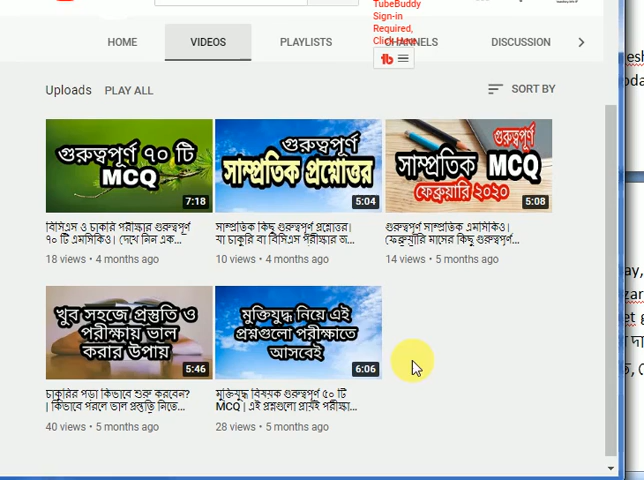 TubeBuddy
Sign-in
Required,
Click Here
HOME
VIDEOS
PLAYLISTS
CHANNELS
DISCUSSION
Uploads
PLAY ALL
SORT BY
গুরুত্বপূর্ণ ৭০ টি
MCQ
7:18
গুরুত্বপূর্ণ
সাম্প্রতিক প্রশ্নোত্তর
5:04
গুরুত্বপূর্ণ
সাম্প্রতিক MCQ
ফেব্রুয়ারি ২০২০
5:08
বিসিএস ও চাকরি পরীক্ষার গুরুত্বপূর্ণ
৭০ টি এমসিকিও। দেখে নিন এক...
18 views • 4 months ago
সাম্প্রতিক কিছু গুরুত্বপূর্ণ প্রশ্নোত্তর।
যা চাকুরি বা বিসিএস পরীক্ষার জ...
10 views • 4 months ago
গুরুত্বপূর্ণ সাম্প্রতিক এমসিকিও।
ফেব্রুয়ারি মাসের কিছু গুরুত্বপূর্ণ...
14 views • 5 months ago
খুব সহজে প্রস্তুতি ও
পরীক্ষায় ভাল
করার উপায়
5:46
মুক্তিযুদ্ধ নিয়ে এই
প্রশ্নগুলো পরীক্ষাতে
আসবেই
6:06
চাকুরির পড়া কিভাবে শুরু করবেন?
| কিভাবে পরলে ভাল প্রস্তুতি নিতে...
40 views • 5 months ago
মুক্তিযুদ্ধ বিষয়ক গুরুত্বপূর্ণ ৫০ টি
MCQ | এই প্রশ্নগুলো প্রায়ই পরীক্ষা...
28 views • 5 months ago